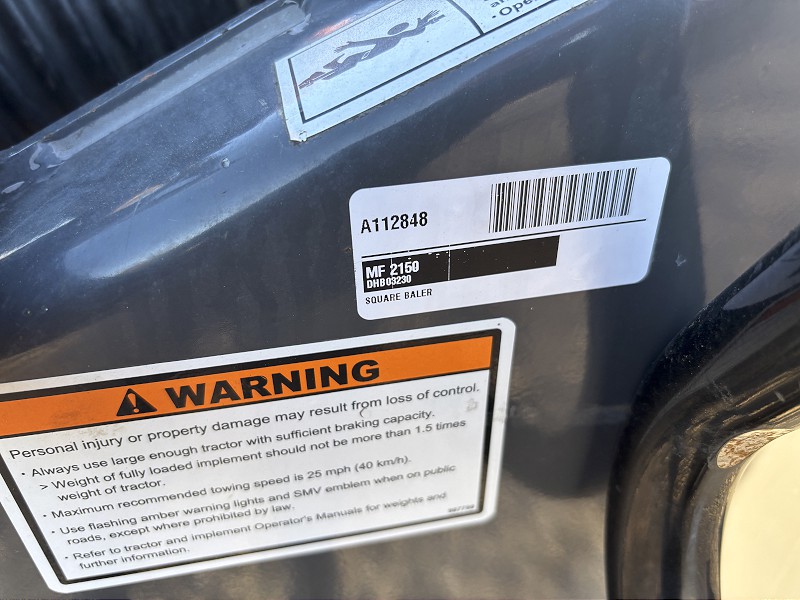 • Ope
A112848
MF 2150
DHB03230
SQUARE BALER
WARNING
Personal injury or property damage may result from loss of control.
• Always use large enough tractor with sufficient braking capacity.
> Weight of fully loaded implement should not be more than 1.5 times
weight of tractor.
• Maximum recommended towing speed is 25 mph (40 km/h).
• Use flashing amber warning lights and SMV emblem when on public
roads, except where prohibited by law.
• Refer to tractor and implement Operator's Manuals for weights and
further information.